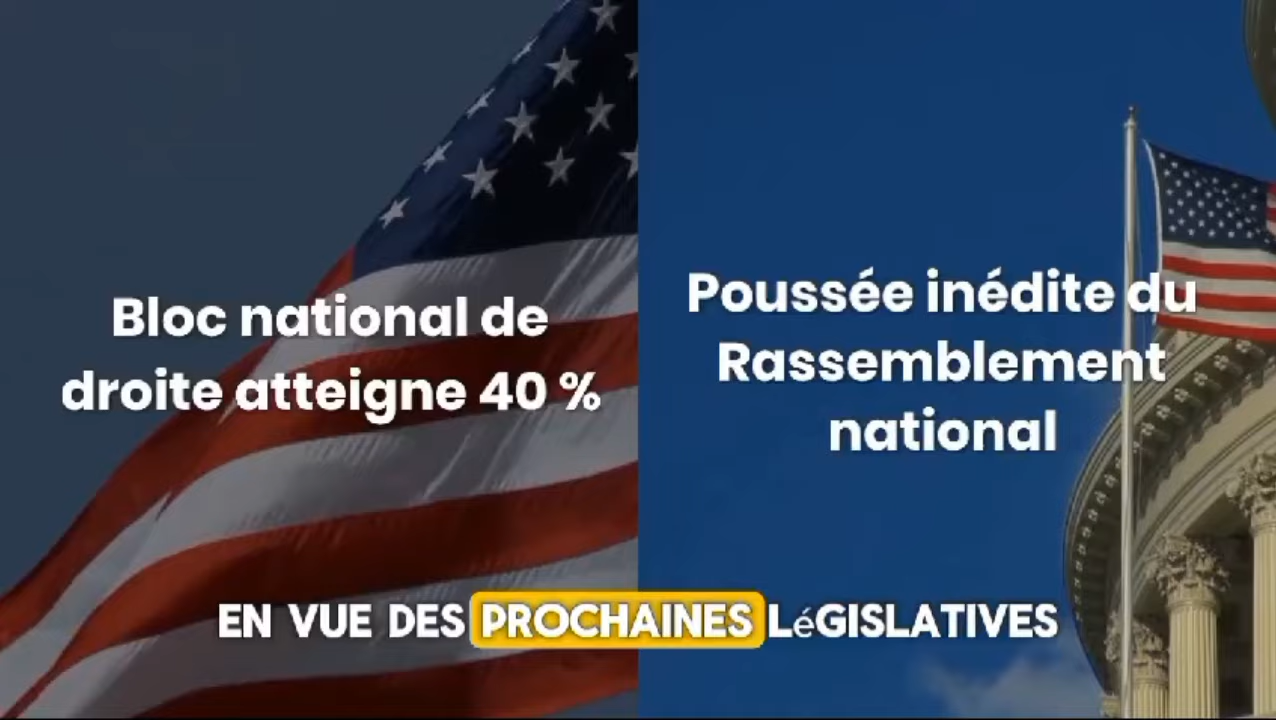 Bloc national de
droite atteigne 40 %
Poussée inédite du
Rassemblement
national
EN VUE DES PROCHAINES LéGISLATIVES